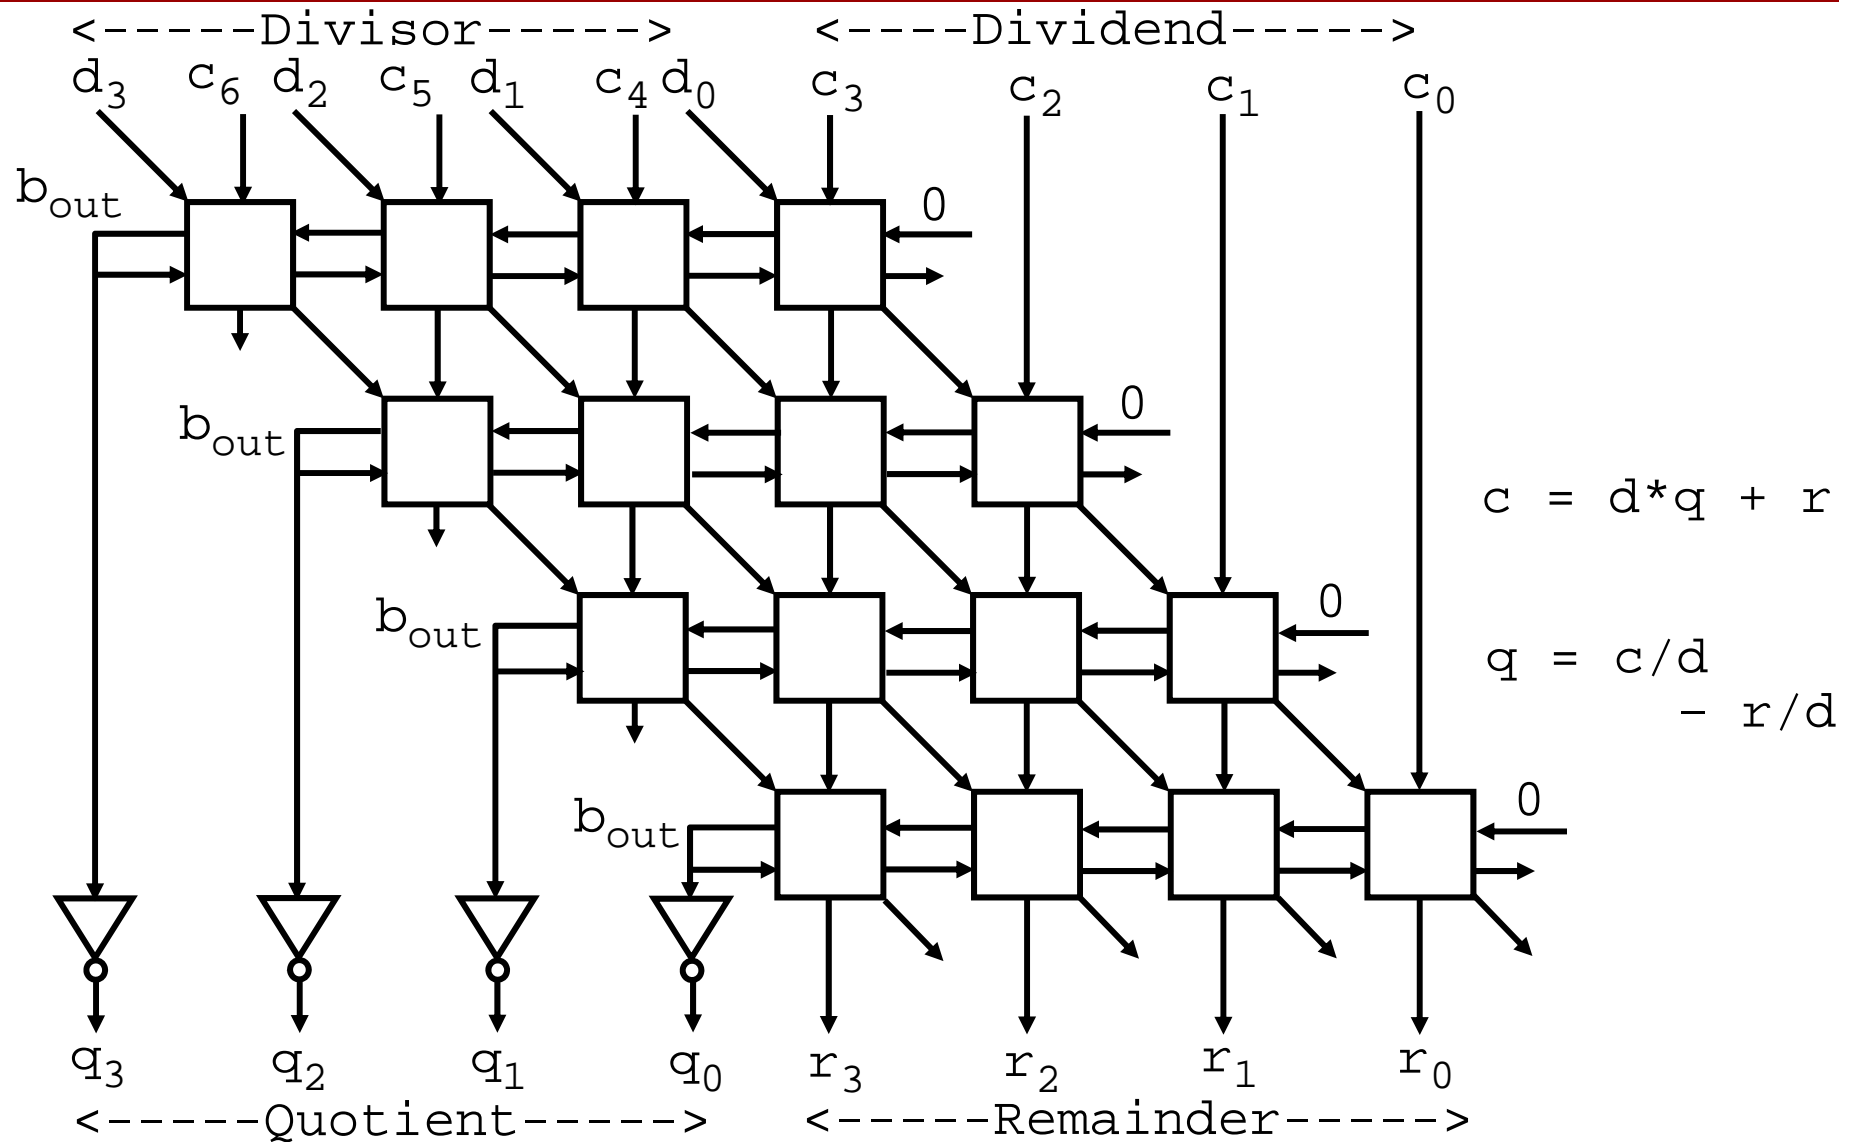 <-----Divisor-----> <----Dividend----->
d3 c6 d2 c5 d1 c4 d0 c3 c2 c1 c0
bout 0
bout 0
c = d*q + r
bout 0
q = c/d
- r/d
bout 0
q3 q2 q1 q0 r3 r2 r1 r0
<-----Quotient-----> <-----Remainder----->